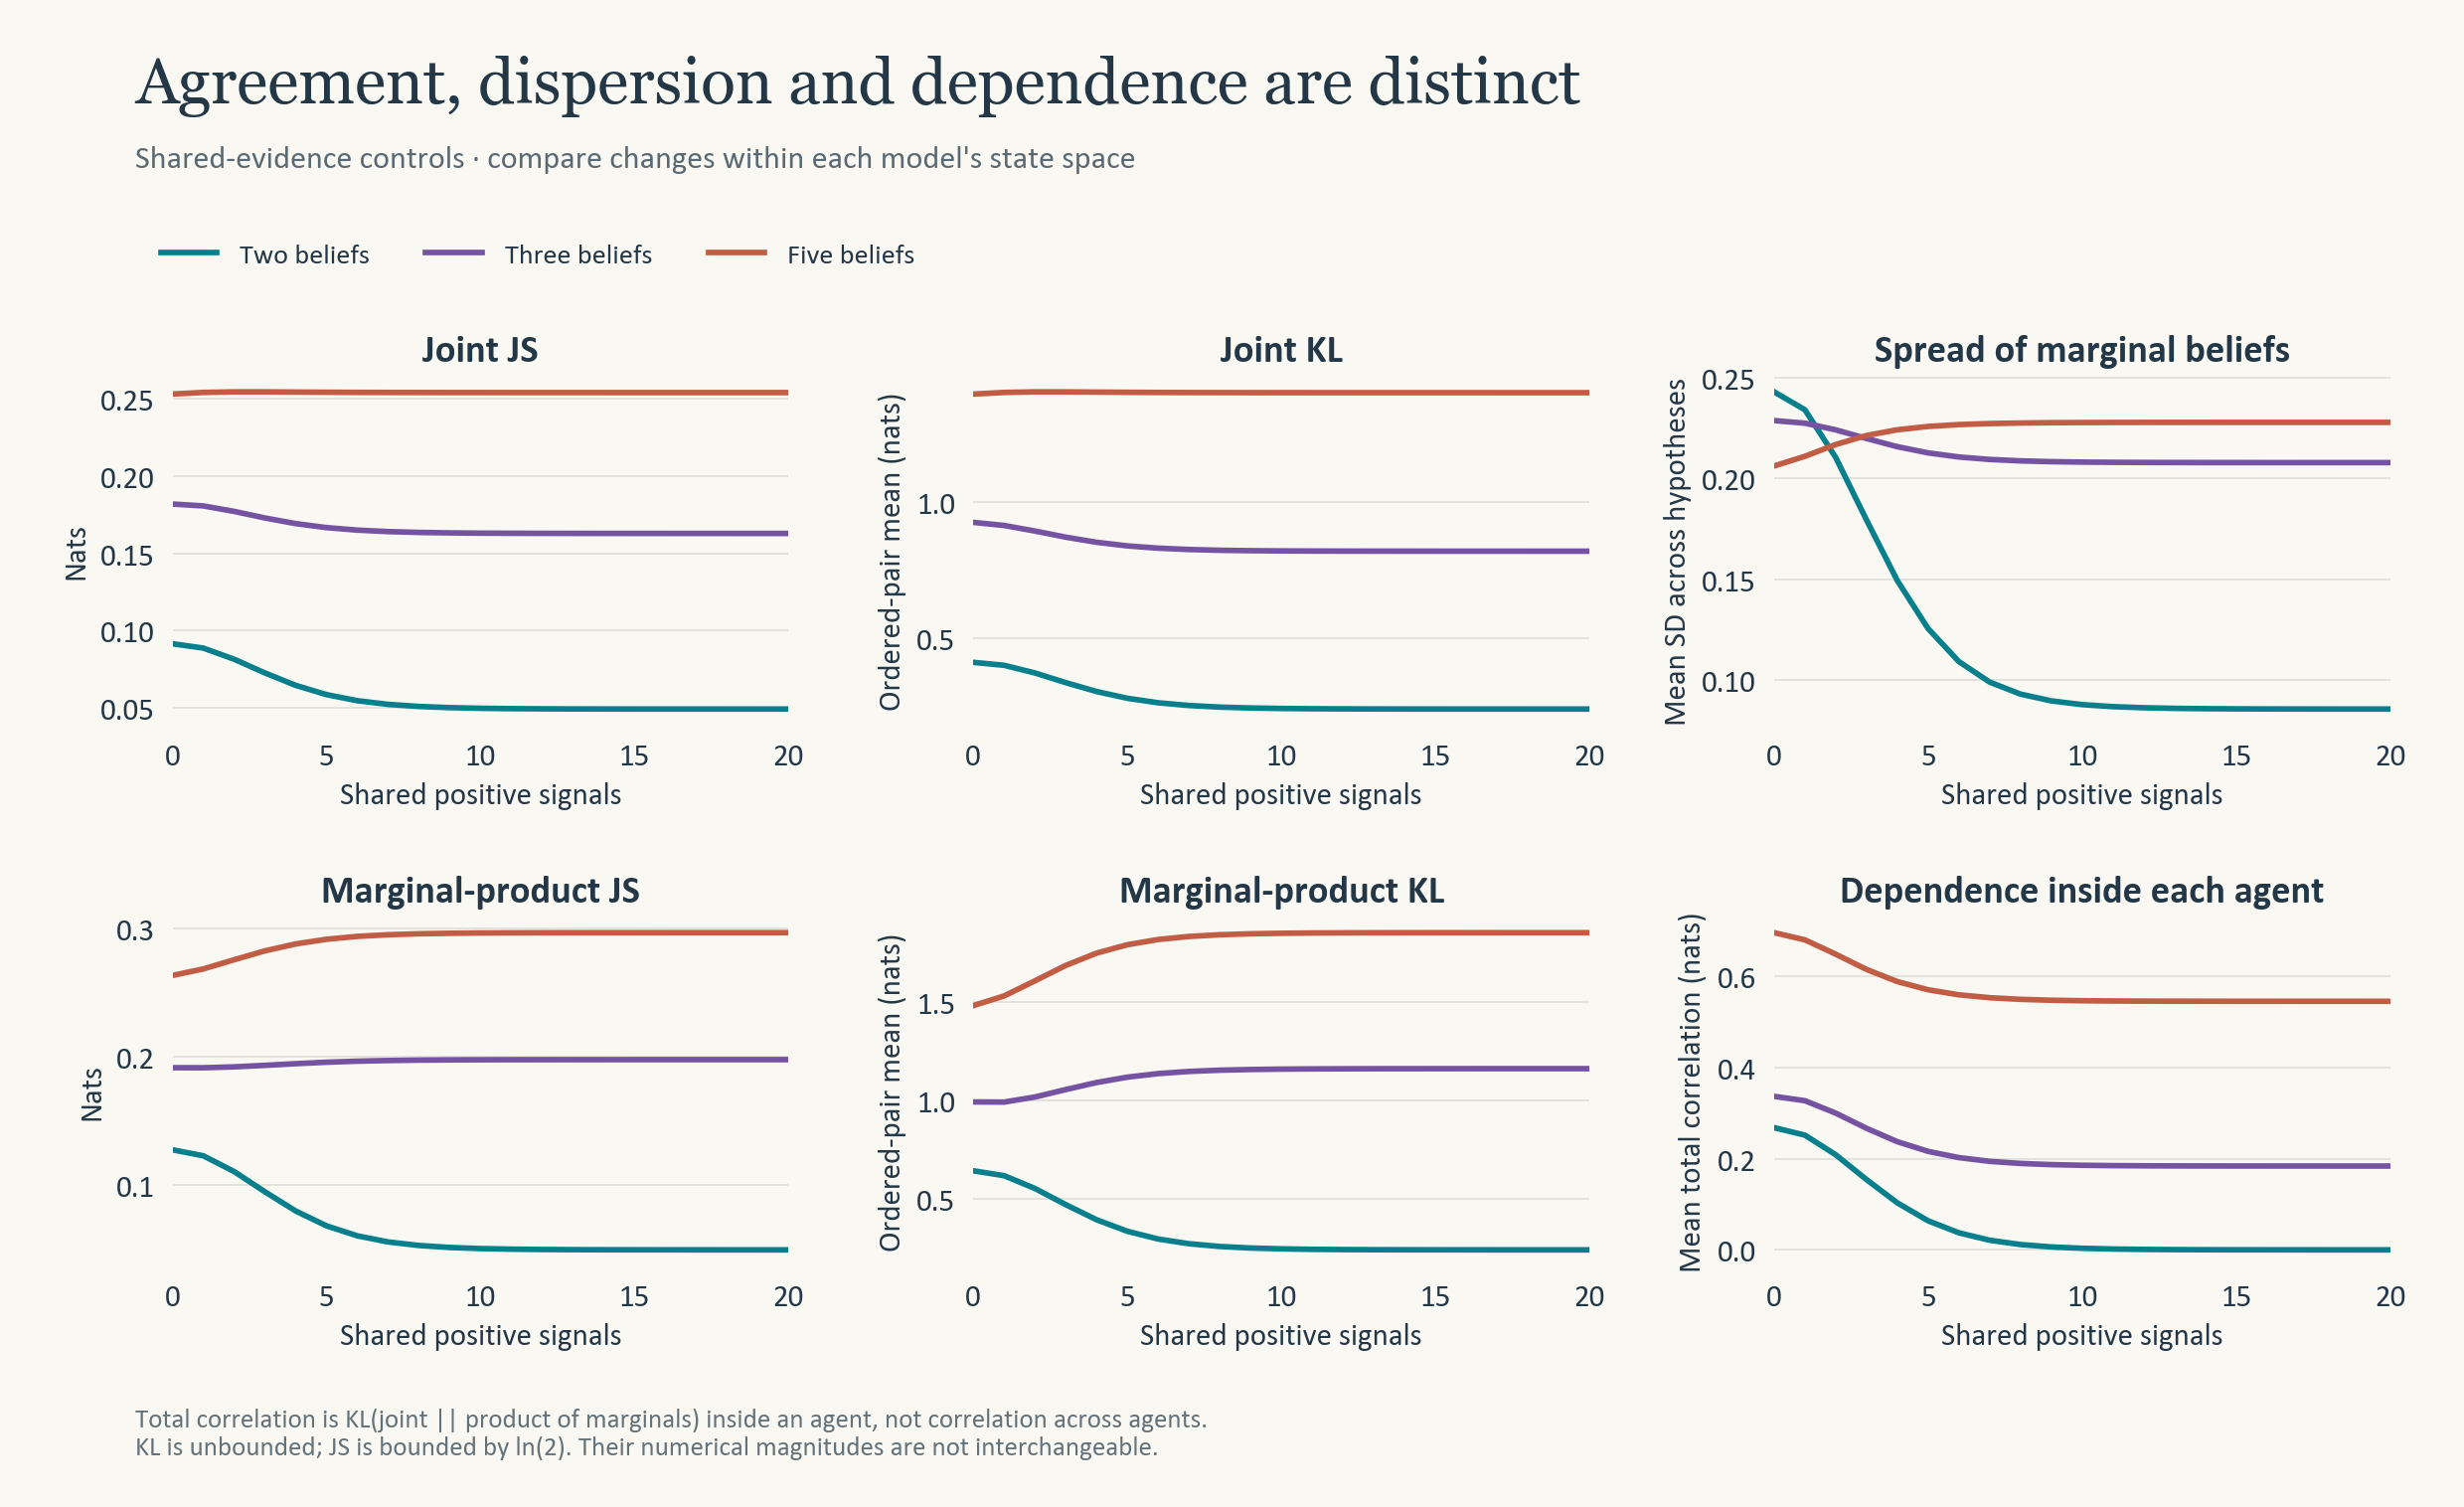 Agreement, dispersion and dependence are distinct
Shared-evidence controls · compare changes within each model's state space
Two beliefs
Three beliefs
Five beliefs
Joint JS
Nats
0.25
0.20
0.15
0.10
0.05
0 5 10 15 20
Shared positive signals
Joint KL
Ordered-pair mean (nats)
1.0
0.5
0 5 10 15 20
Shared positive signals
Spread of marginal beliefs
Mean SD across hypotheses
0.25
0.20
0.15
0.10
0 5 10 15 20
Shared positive signals
Marginal-product JS
Nats
0.3
0.2
0.1
0 5 10 15 20
Shared positive signals
Marginal-product KL
Ordered-pair mean (nats)
1.5
1.0
0.5
0 5 10 15 20
Shared positive signals
Dependence inside each agent
Mean total correlation (nats)
0.6
0.4
0.2
0.0
0 5 10 15 20
Shared positive signals
Total correlation is KL(joint || product of marginals) inside an agent, not correlation across agents.
KL is unbounded; JS is bounded by ln(2). Their numerical magnitudes are not interchangeable.